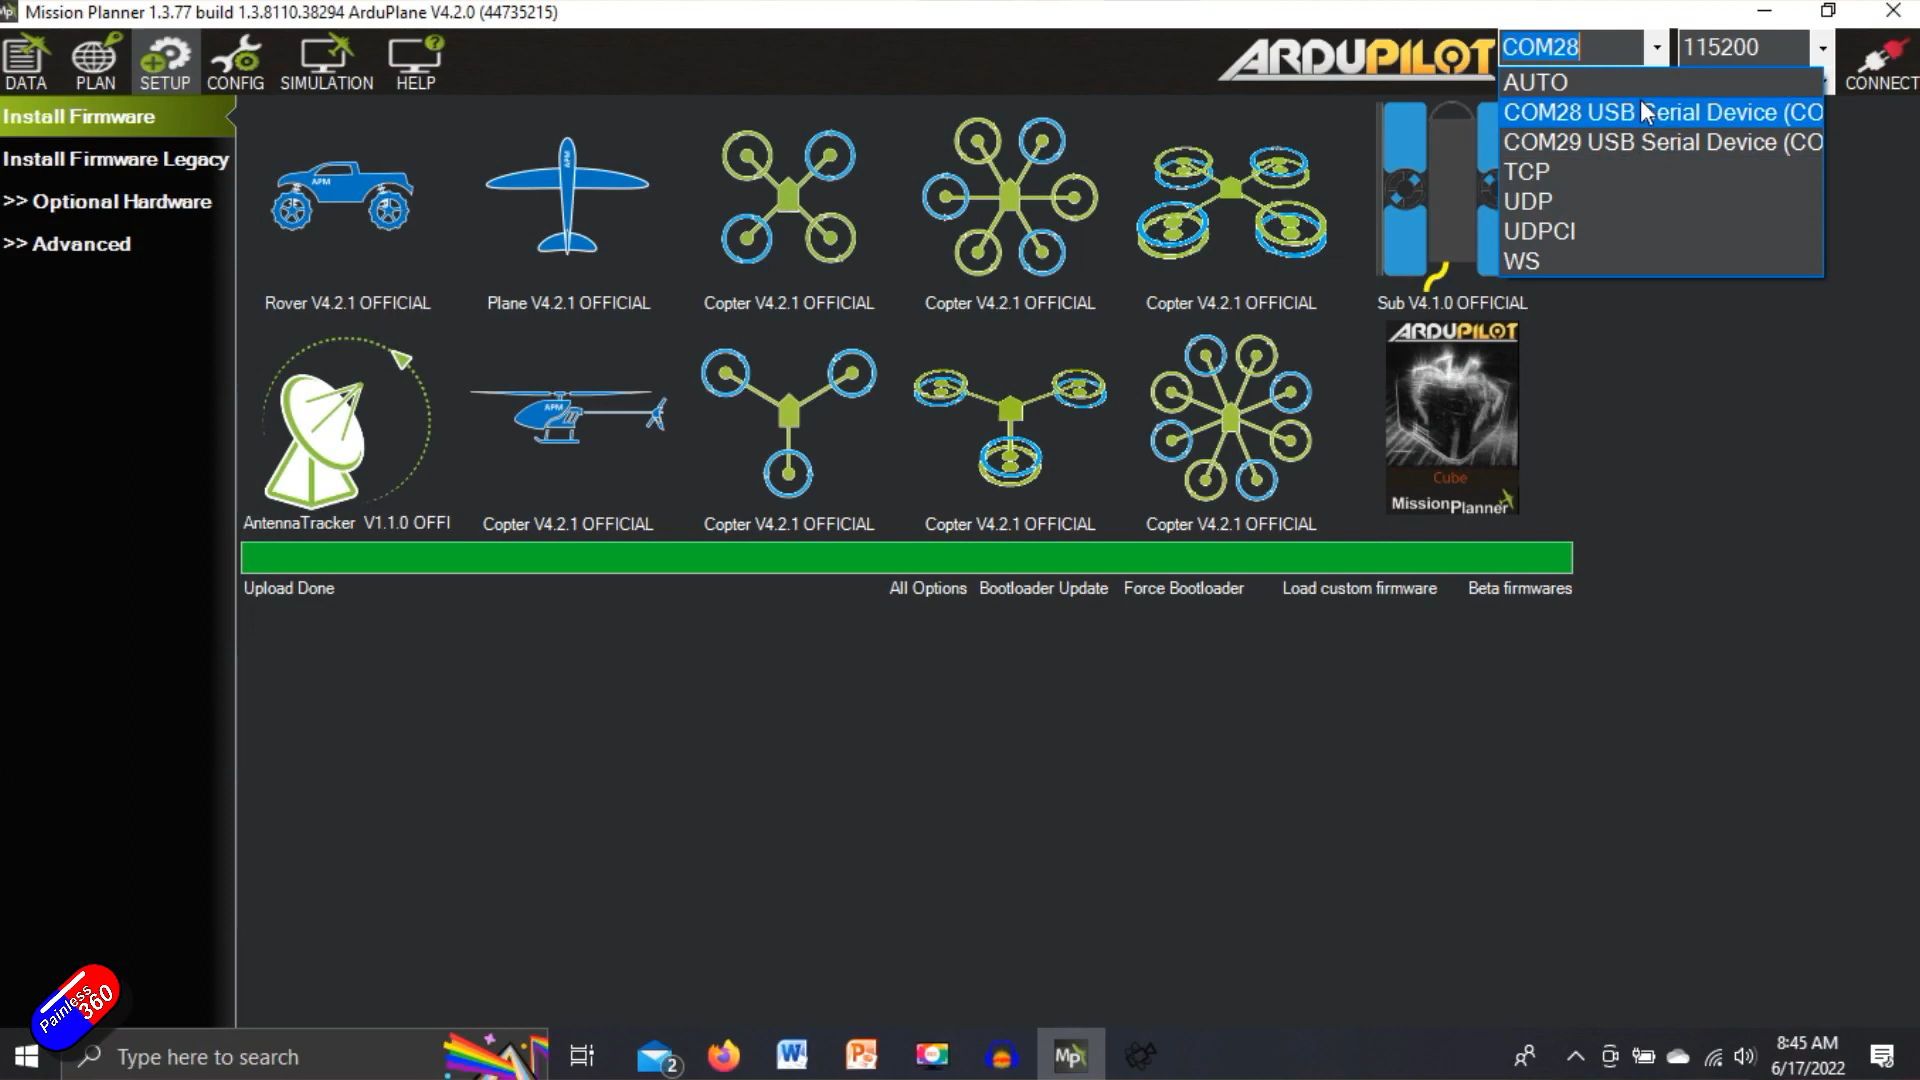 Mission Planner 1.3.77 build 1.3.8110.38294 ArduPlane V4.2.0 (44735215)
DATA
PLAN
SETUP
CONFIG
SIMULATION
HELP
ARDUPILOT
COM28
115200
CONNECT
AUTO
COM28 USB Serial Device (CO
COM29 USB Serial Device (CO
TCP
UDP
UDPCI
WS
Install Firmware
Install Firmware Legacy
>> Optional Hardware
>> Advanced
APM
APM
Rover V4.2.1 OFFICIAL
Plane V4.2.1 OFFICIAL
Copter V4.2.1 OFFICIAL
Copter V4.2.1 OFFICIAL
Copter V4.2.1 OFFICIAL
Sub V4.1.0 OFFICIAL
APM
ARDUPILOT
Cube
MissionPlanner
AntennaTracker V1.1.0 OFFI
Copter V4.2.1 OFFICIAL
Copter V4.2.1 OFFICIAL
Copter V4.2.1 OFFICIAL
Copter V4.2.1 OFFICIAL
Upload Done
All Options
Bootloader Update
Force Bootloader
Load custom firmware
Beta firmwares
Painless
360
Type here to search
2
Mp
8:45 AM
6/17/2022